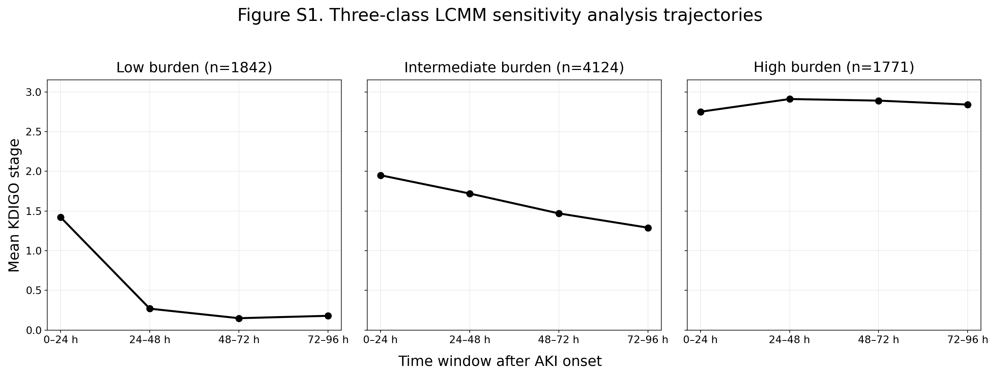 Figure S1. Three-class LCMM sensitivity analysis trajectories
Low burden (n=1842)
Intermediate burden (n=4124)
High burden (n=1771)
Mean KDIGO stage
3.0
2.5
2.0
1.5
1.0
0.5
0.0
0–24 h
24–48 h
48–72 h
72–96 h
0–24 h
24–48 h
48–72 h
72–96 h
0–24 h
24–48 h
48–72 h
72–96 h
Time window after AKI onset